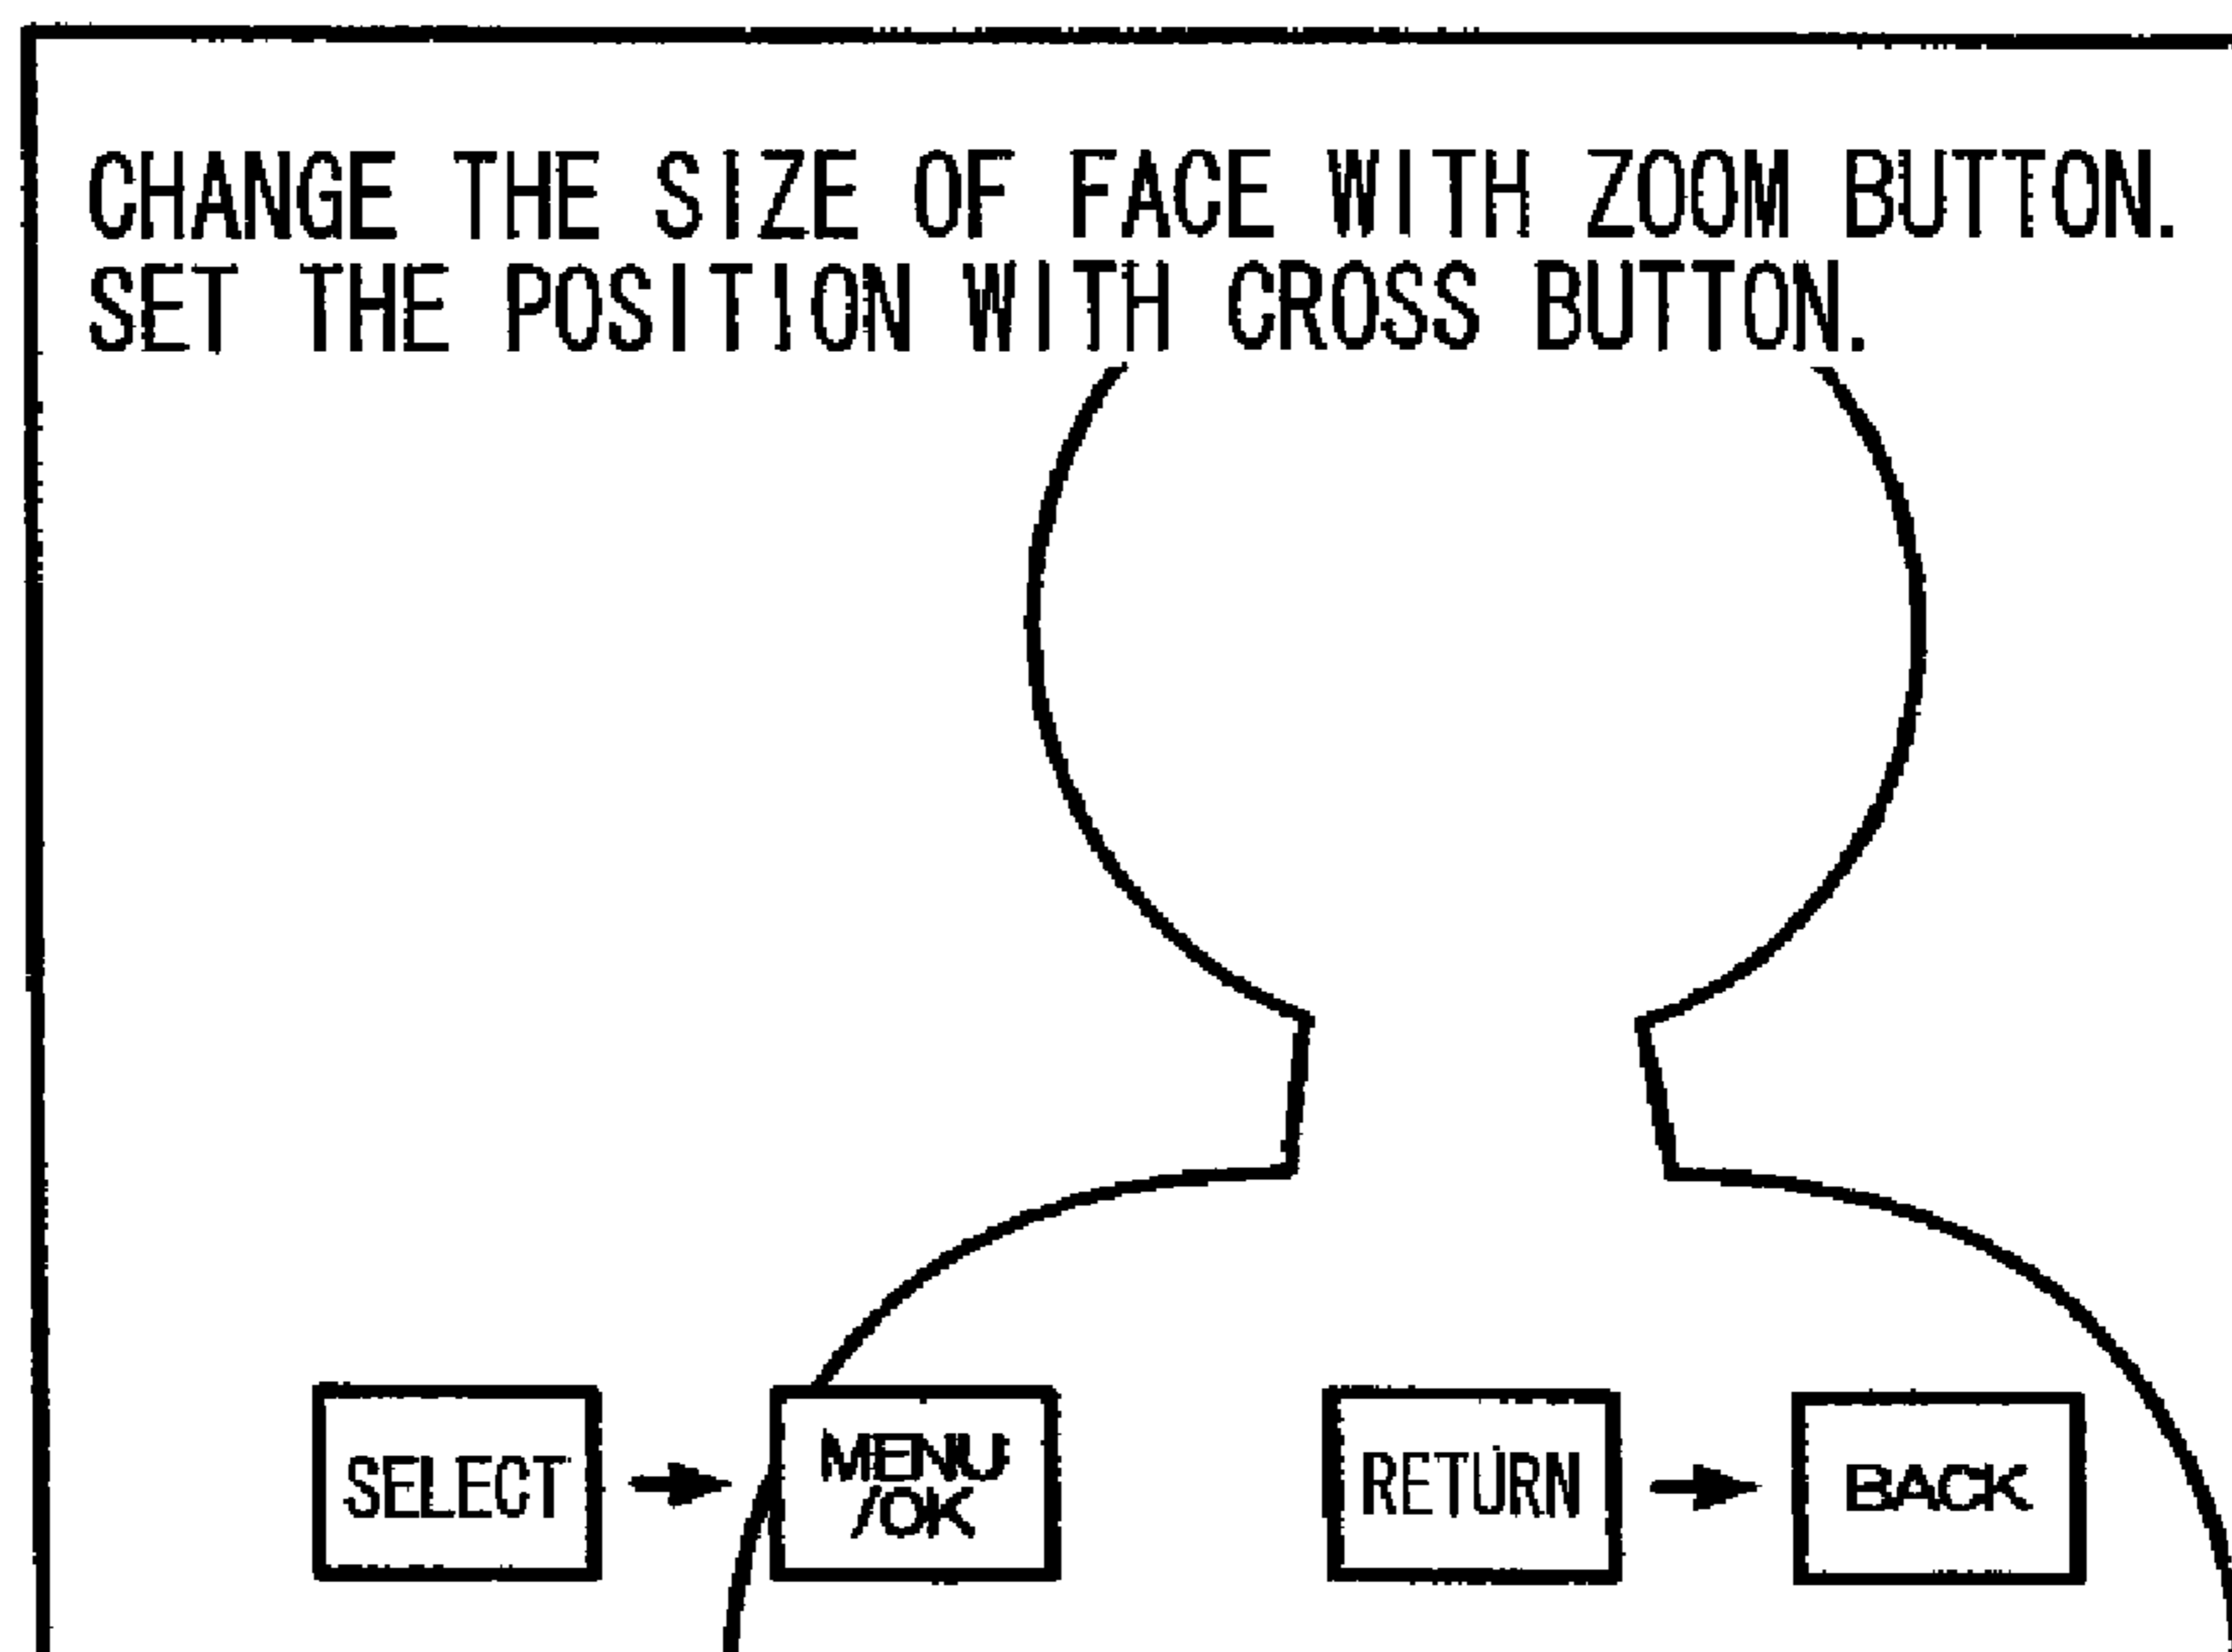 CHANGE THE SIZE OF FACE WITH ZOOM BUTTON.
SET THE POSITION WITH CROSS BUTTON.
SELECT
MENU
/OK
RETURN
BACK